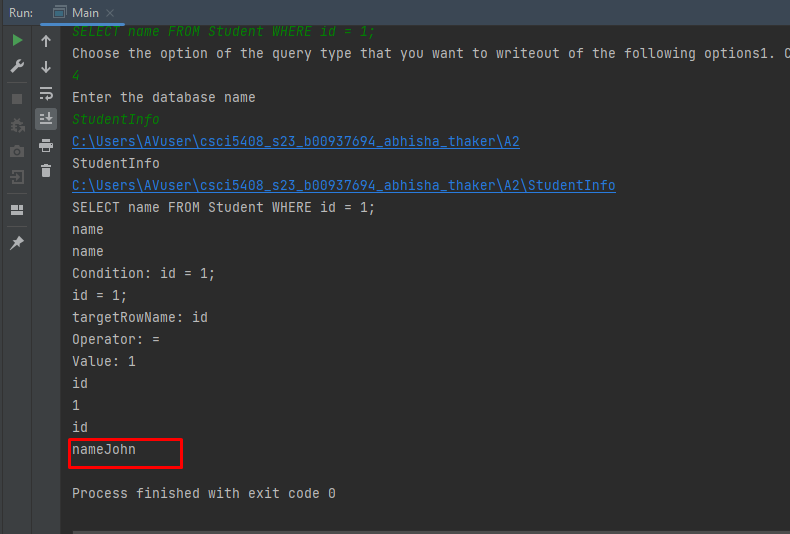 Run: Main
SELECT name FROM Student WHERE id = 1;
Choose the option of the query type that you want to writeout of the following options1.
4
Enter the database name
StudentInfo
C:\Users\AVuser\csci5408_s23_b00937694_abhisha_thaker\A2
StudentInfo
C:\Users\AVuser\csci5408_s23_b00937694_abhisha_thaker\A2\StudentInfo
SELECT name FROM Student WHERE id = 1;
name
name
Condition: id = 1;
id = 1;
targetRowName: id
Operator: =
Value: 1
id
1
id
nameJohn
Process finished with exit code 0